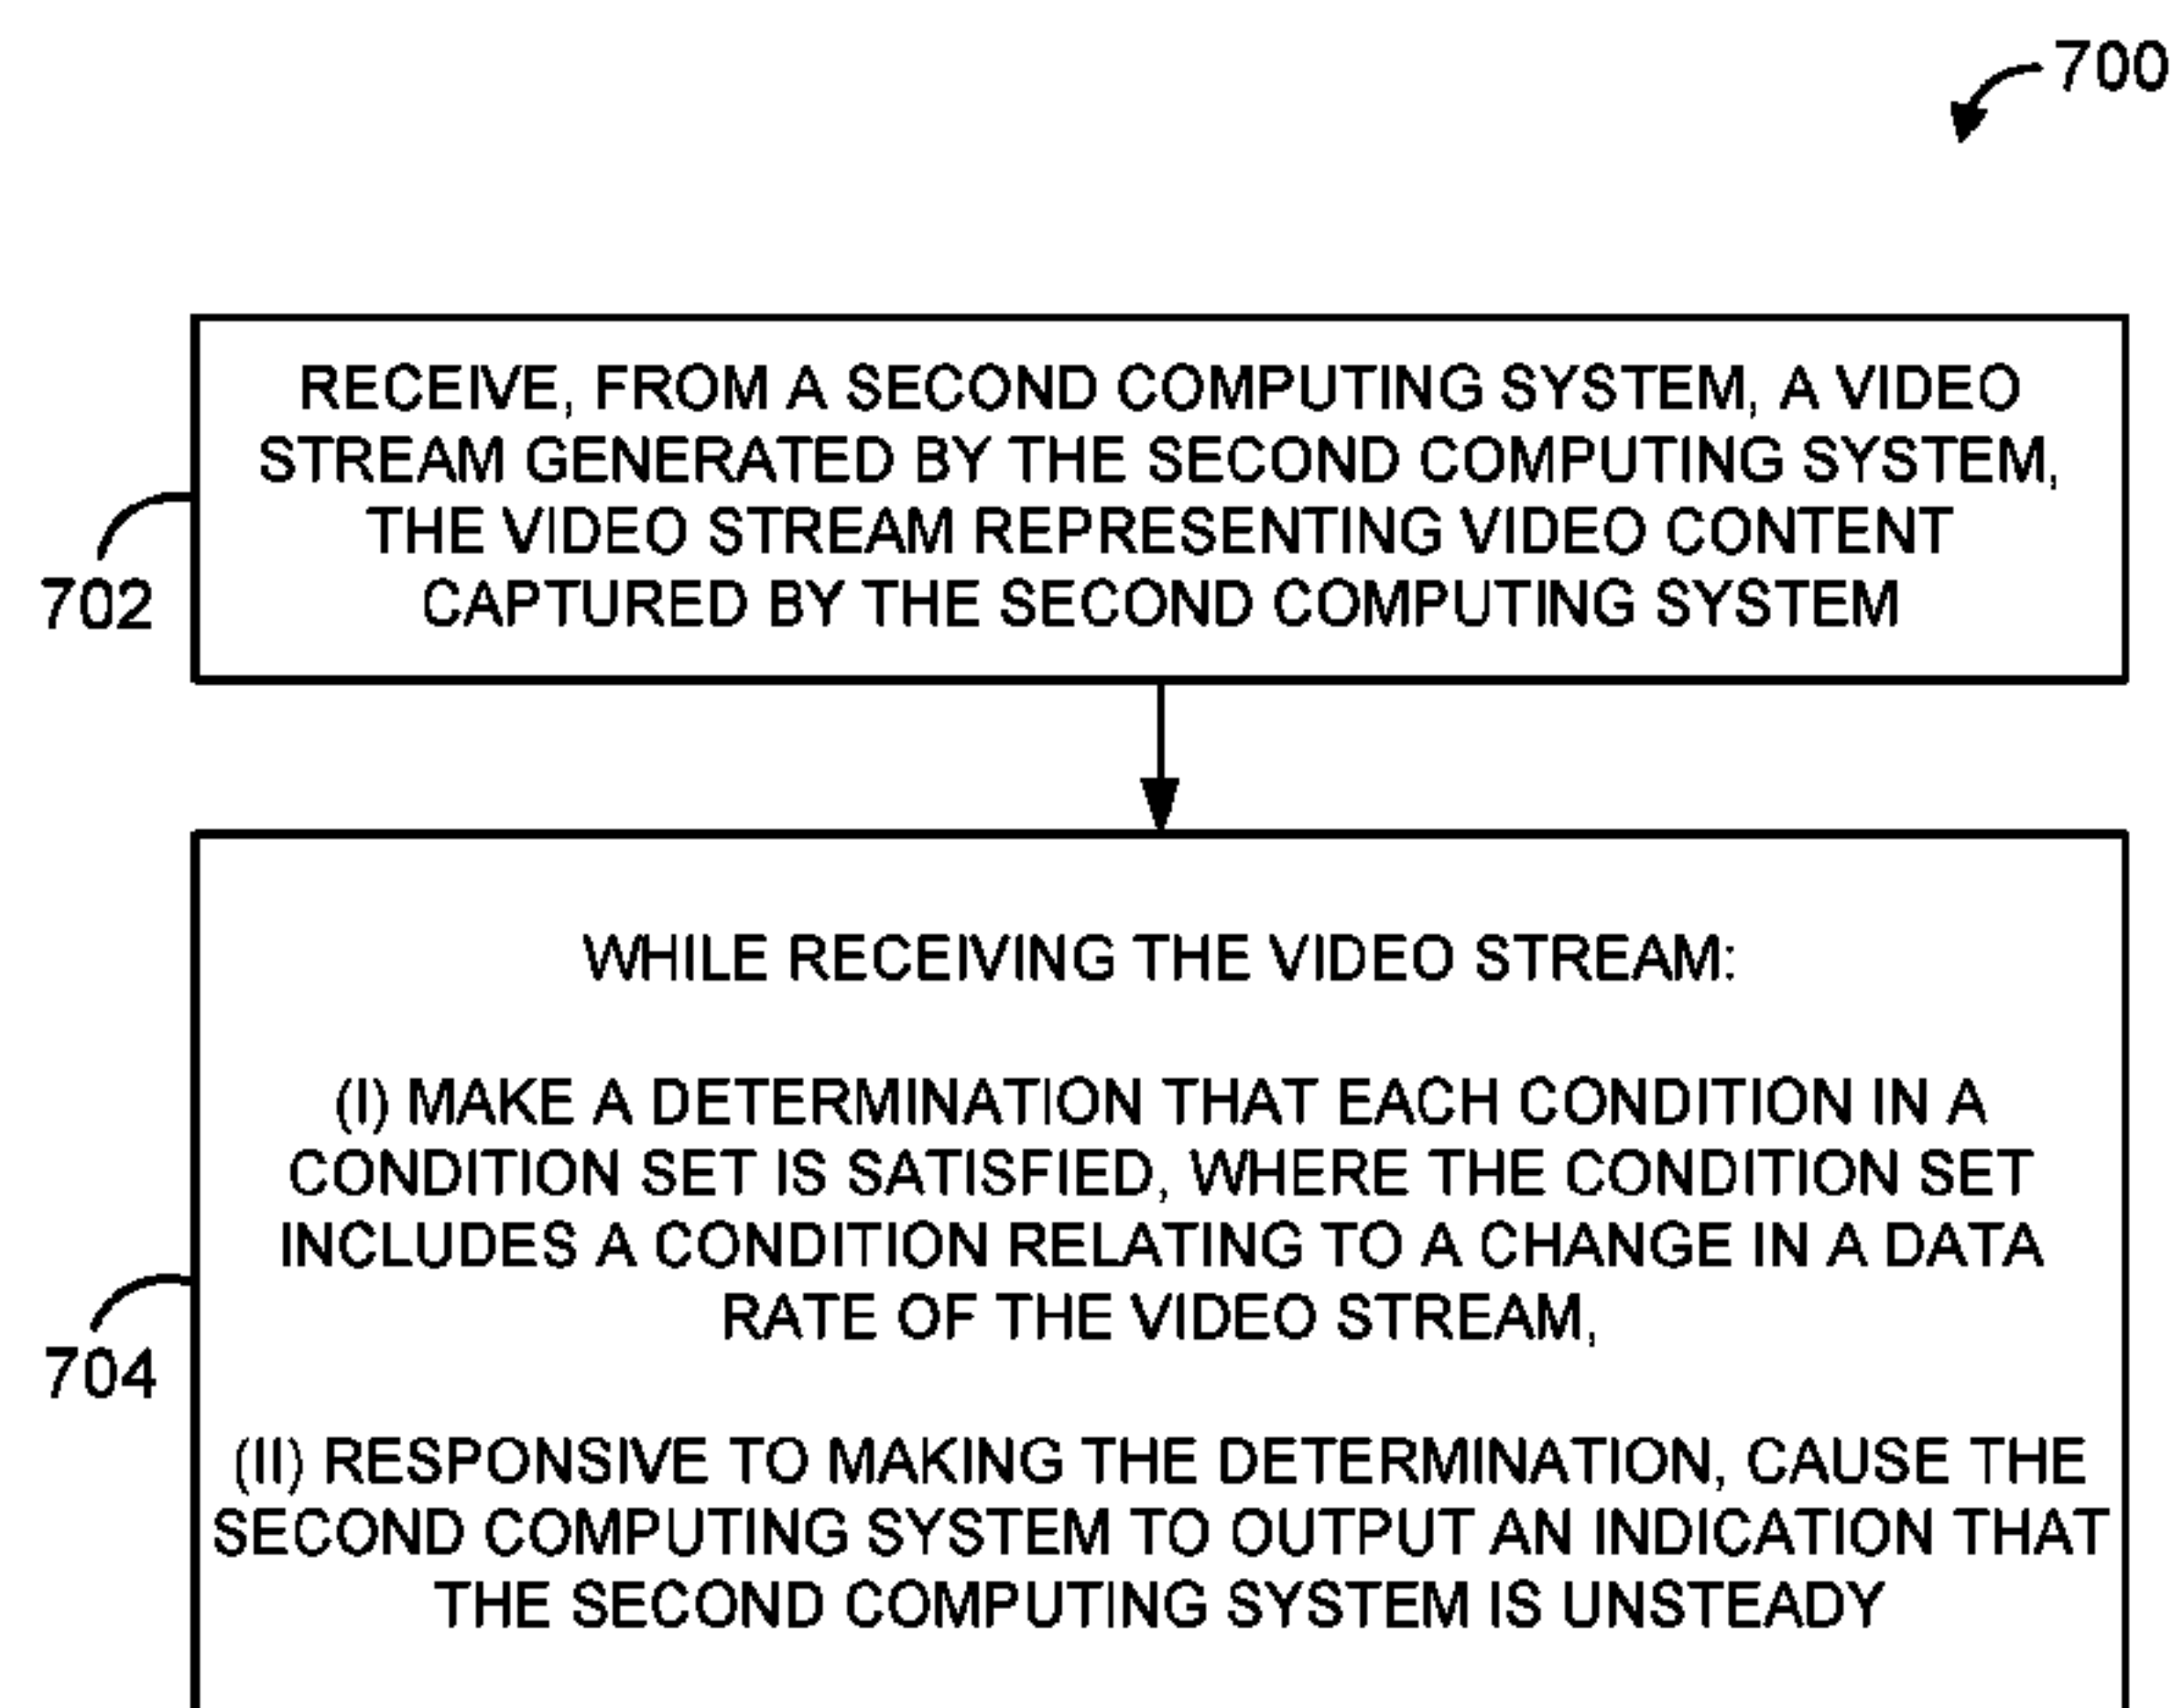 700
RECEIVE, FROM A SECOND COMPUTING SYSTEM, A VIDEO
STREAM GENERATED BY THE SECOND COMPUTING SYSTEM,
THE VIDEO STREAM REPRESENTING VIDEO CONTENT
CAPTURED BY THE SECOND COMPUTING SYSTEM
702
WHILE RECEIVING THE VIDEO STREAM:
(I) MAKE A DETERMINATION THAT EACH CONDITION IN A
CONDITION SET IS SATISFIED, WHERE THE CONDITION SET
INCLUDES A CONDITION RELATING TO A CHANGE IN A DATA
RATE OF THE VIDEO STREAM,
704
(II) RESPONSIVE TO MAKING THE DETERMINATION, CAUSE THE
SECOND COMPUTING SYSTEM TO OUTPUT AN INDICATION THAT
THE SECOND COMPUTING SYSTEM IS UNSTEADY